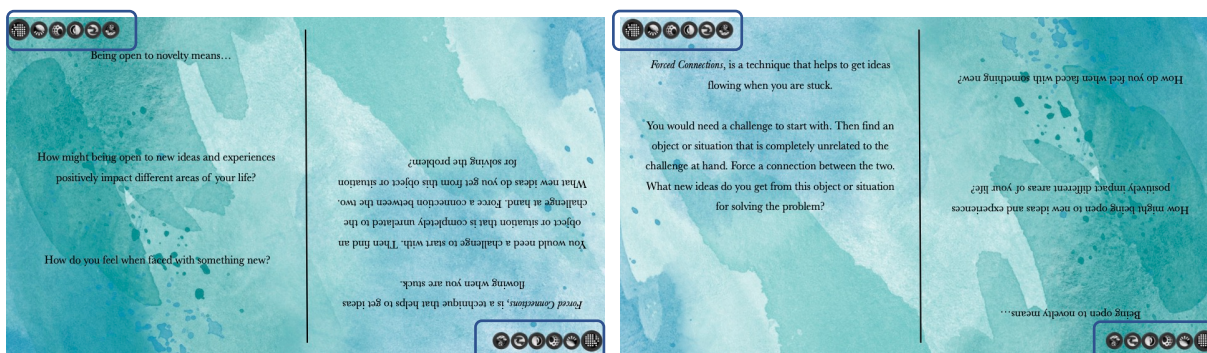 Being open to novelty means…
How might being open to new ideas and experiences
positively impact different areas of your life?
How do you feel when faced with something new?
Forced Connections, is a technique that helps to get ideas
flowing when you are stuck.
You would need a challenge to start with. Then find an
object or situation that is completely unrelated to the
challenge at hand. Force a connection between the two.
What new ideas do you get from this object or situation
for solving the problem?
Forced Connections, is a technique that helps to get ideas
flowing when you are stuck.
You would need a challenge to start with. Then find an
object or situation that is completely unrelated to the
challenge at hand. Force a connection between the two.
What new ideas do you get from this object or situation
for solving the problem?
Being open to novelty means…
How might being open to new ideas and experiences
positively impact different areas of your life?
How do you feel when faced with something new?